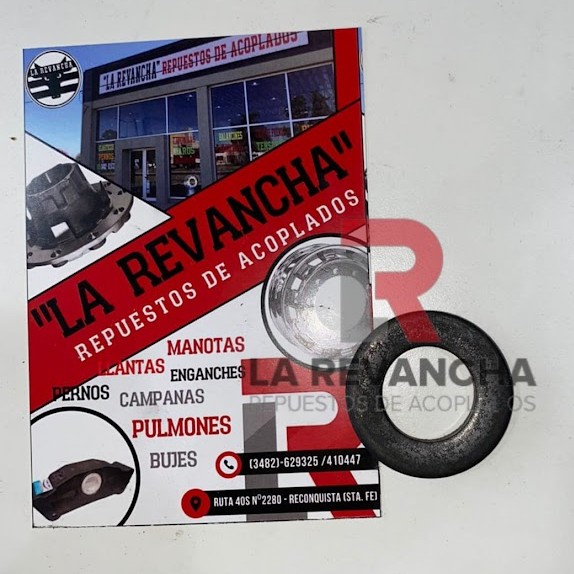 LA REVANCHA
"LA REVANCHA" REPUESTOS DE ACOPLADOS
"LA REVANCHA"
REPUESTOS DE ACOPLADOS
MANOTAS
LLANTAS
ENGANCHES
PERNOS
CAMPANAS
PULMONES
BUJES
(3482)-629325 /410447
RUTA 40S Nº2280 - RECONQUISTA (STA. FE)
LA REVANCHA
REPUESTOS DE ACOPLADOS